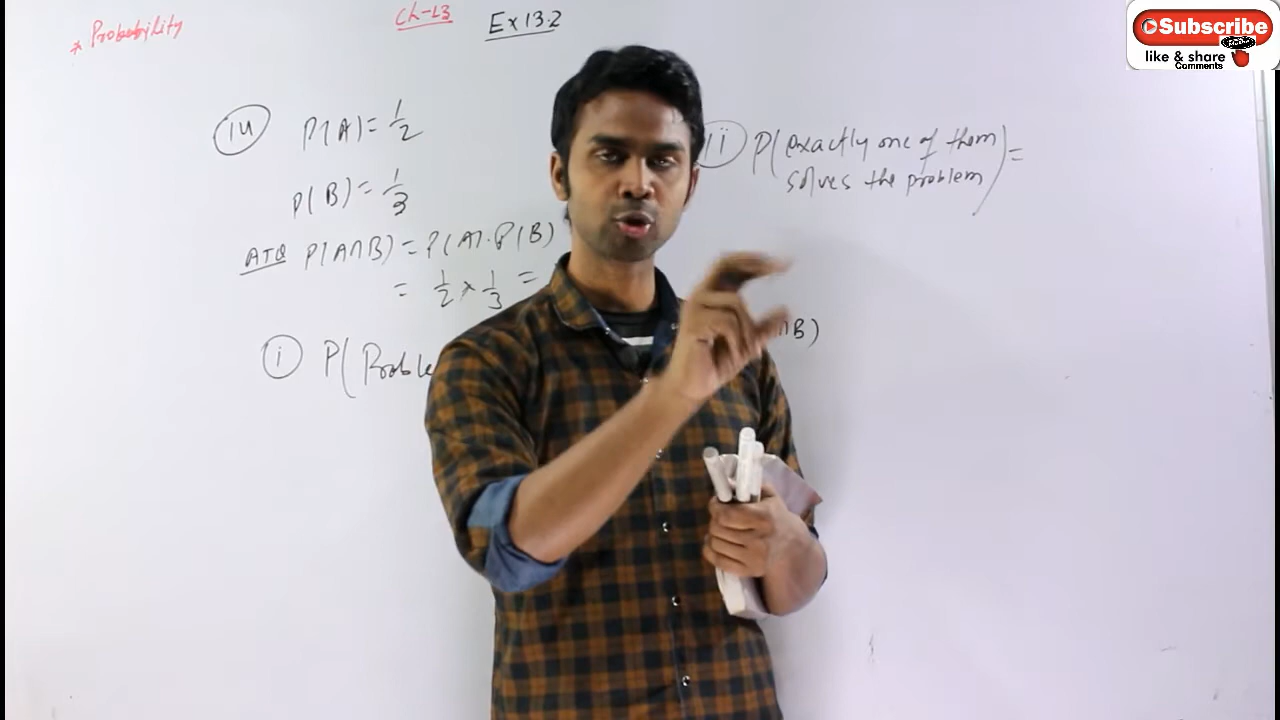 * Probability
Ch-13
Ex 13.2
14
P(A) = 1/2
P(B) = 1/3
ATQ P(A∩B) = P(A).P(B)
= 1/2 × 1/3 =
i P(Proble
ii P(exactly one of them
solves the problem) =
∩B)
Subscribe
like & share
Comments